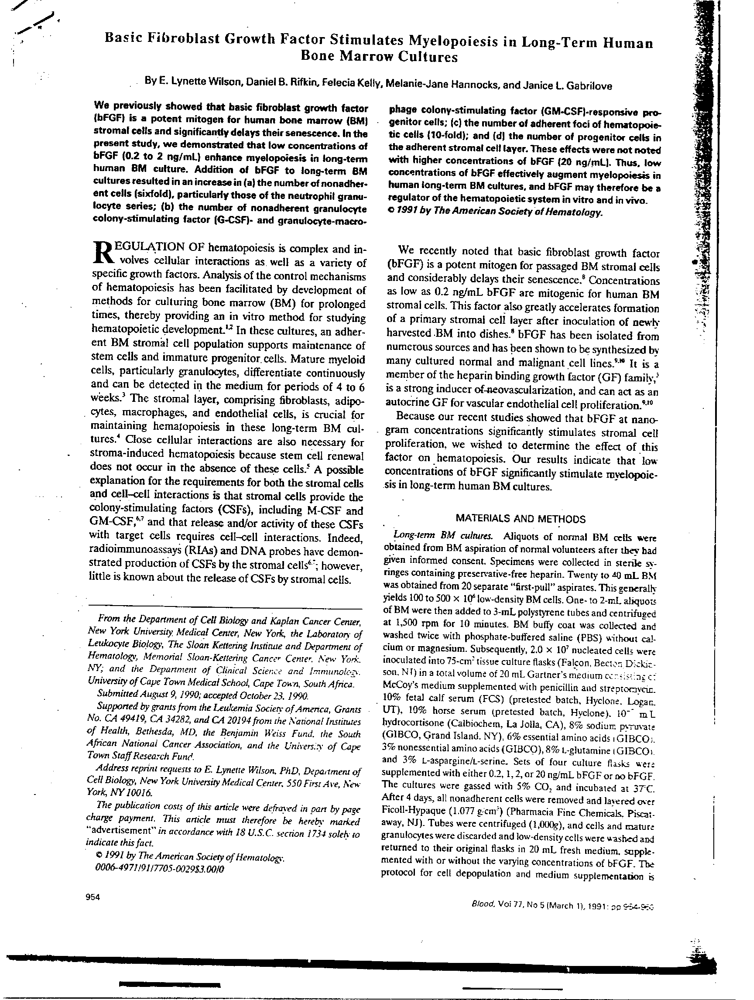 Basic Fibroblast Growth Factor Stimulates Myelopoiesis in Long-Term Human
Bone Marrow Cultures
By E. Lynette Wilson, Daniel B. Rifkin, Felecia Kelly, Melanie-Jane Hannocks, and Janice L. Gabrilove
We previously showed that basic fibroblast growth factor
(bFGF) is a potent mitogen for human bone marrow (BM)
stromal cells and significantly delays their senescence. In the
present study, we demonstrated that low concentrations of
bFGF (0.2 to 2 ng/mL) enhance myelopoiesis in long-term
human BM culture. Addition of bFGF to long-term BM
cultures resulted in an increase in (a) the number of nonadher-
ent cells (sixfold), particularly those of the neutrophil granu-
locyte series; (b) the number of nonadherent granulocyte
colony-stimulating factor (G-CSF)- and granulocyte-macro-
phage colony-stimulating factor (GM-CSF)-responsive pro-
genitor cells; (c) the number of adherent foci of hematopoie-
tic cells (10-fold); and (d) the number of progenitor cells in
the adherent stromal cell layer. These effects were not noted
with higher concentrations of bFGF (20 ng/mL). Thus, low
concentrations of bFGF effectively augment myelopoiesis in
human long-term BM cultures, and bFGF may therefore be a
regulator of the hematopoietic system in vitro and in vivo.
© 1991 by The American Society of Hematology.
REGULATION OF hematopoiesis is complex and in-
volves cellular interactions as well as a variety of
specific growth factors. Analysis of the control mechanisms
of hematopoiesis has been facilitated by development of
methods for culturing bone marrow (BM) for prolonged
times, thereby providing an in vitro method for studying
hematopoietic development.1,2 In these cultures, an adher-
ent BM stromal cell population supports maintenance of
stem cells and immature progenitor cells. Mature myeloid
cells, particularly granulocytes, differentiate continuously
and can be detected in the medium for periods of 4 to 6
weeks.3 The stromal layer, comprising fibroblasts, adipo-
cytes, macrophages, and endothelial cells, is crucial for
maintaining hematopoiesis in these long-term BM cul-
tures.4 Close cellular interactions are also necessary for
stroma-induced hematopoiesis because stem cell renewal
does not occur in the absence of these cells.5 A possible
explanation for the requirements for both the stromal cells
and cell–cell interactions is that stromal cells provide the
colony-stimulating factors (CSFs), including M-CSF and
GM-CSF,6,7 and that release and/or activity of these CSFs
with target cells requires cell–cell interactions. Indeed,
radioimmunoassays (RIAs) and DNA probes have demon-
strated production of CSFs by the stromal cells; however,
little is known about the release of CSFs by stromal cells.
From the Department of Cell Biology and Kaplan Cancer Center,
New York University Medical Center, New York, the Laboratory of
Leukocyte Biology, The Sloan Kettering Institute and Department of
Hematology, Memorial Sloan-Kettering Cancer Center, New York,
NY; and the Department of Clinical Science and Immunology,
University of Cape Town Medical School, Cape Town, South Africa.
Submitted August 9, 1990; accepted October 23, 1990.
Supported by grants from the Leukemia Society of America, Grants
No. CA 49419, CA 34282, and CA 20194 from the National Institutes
of Health, Bethesda, MD, the Benjamin Weiss Fund, the South
African National Cancer Association, and the University of Cape
Town Staff Research Fund.
Address reprint requests to E. Lynette Wilson, PhD, Department of
Cell Biology, New York University Medical Center, 550 First Ave, New
York, NY 10016.
The publication costs of this article were defrayed in part by page
charge payment. This article must therefore be hereby marked
"advertisement" in accordance with 18 U.S.C. section 1734 solely to
indicate this fact.
© 1991 by The American Society of Hematology.
0006-4971/91/7705-0029$3.00/0
We recently noted that basic fibroblast growth factor
(bFGF) is a potent mitogen for passaged BM stromal cells
and considerably delays their senescence.8 Concentrations
as low as 0.2 ng/mL bFGF are mitogenic for human BM
stromal cells. This factor also greatly accelerates formation
of a primary stromal cell layer after inoculation of newly
harvested BM into dishes.8 bFGF has been isolated from
numerous sources and has been shown to be synthesized by
many cultured normal and malignant cell lines.9,10 It is a
member of the heparin binding growth factor (GF) family,
is a strong inducer of neovascularization, and can act as an
autocrine GF for vascular endothelial cell proliferation.9,10
Because our recent studies showed that bFGF at nano-
gram concentrations significantly stimulates stromal cell
proliferation, we wished to determine the effect of this
factor on hematopoiesis. Our results indicate that low
concentrations of bFGF significantly stimulate myelopoie-
sis in long-term human BM cultures.
MATERIALS AND METHODS
Long-term BM cultures. Aliquots of normal BM cells were
obtained from BM aspiration of normal volunteers after they had
given informed consent. Specimens were collected in sterile sy-
ringes containing preservative-free heparin. Twenty to 40 mL BM
was obtained from 20 separate "first-pull" aspirates. This generally
yields 100 to 500 × 10⁶ low-density BM cells. One- to 2-mL aliquots
of BM were then added to 3-mL polystyrene tubes and centrifuged
at 1,500 rpm for 10 minutes. BM buffy coat was collected and
washed twice with phosphate-buffered saline (PBS) without cal-
cium or magnesium. Subsequently, 2.0 × 10⁷ nucleated cells were
inoculated into 75-cm² tissue culture flasks (Falcon, Becton Dickin-
son, NJ) in a total volume of 20 mL Gartner's medium consisting of
McCoy's medium supplemented with penicillin and streptomycin,
10% fetal calf serum (FCS) (pretested batch, Hyclone, Logan,
UT), 10% horse serum (pretested batch, Hyclone),
hydrocortisone (Calbiochem, La Jolla, CA), 8% sodium pyruvate
(GIBCO, Grand Island, NY), 6% essential amino acids (GIBCO),
3% nonessential amino acids (GIBCO), 8% L-glutamine (GIBCO),
and 3% L-aspargine/L-serine. Sets of four culture flasks were
supplemented with either 0.2, 1, 2, or 20 ng/mL bFGF or no bFGF.
The cultures were gassed with 5% CO₂ and incubated at 37°C.
After 4 days, all nonadherent cells were removed and layered over
Ficoll-Hypaque (1.077 g/cm³) (Pharmacia Fine Chemicals, Piscat-
away, NJ). Tubes were centrifuged (1,000g), and cells and mature
granulocytes were discarded and low-density cells were washed and
returned to their original flasks in 20 mL fresh medium, supple-
mented with or without the varying concentrations of bFGF. The
protocol for cell depopulation and medium supplementation is
954
Blood, Vol 77, No 5 (March 1), 1991: pp 954-960